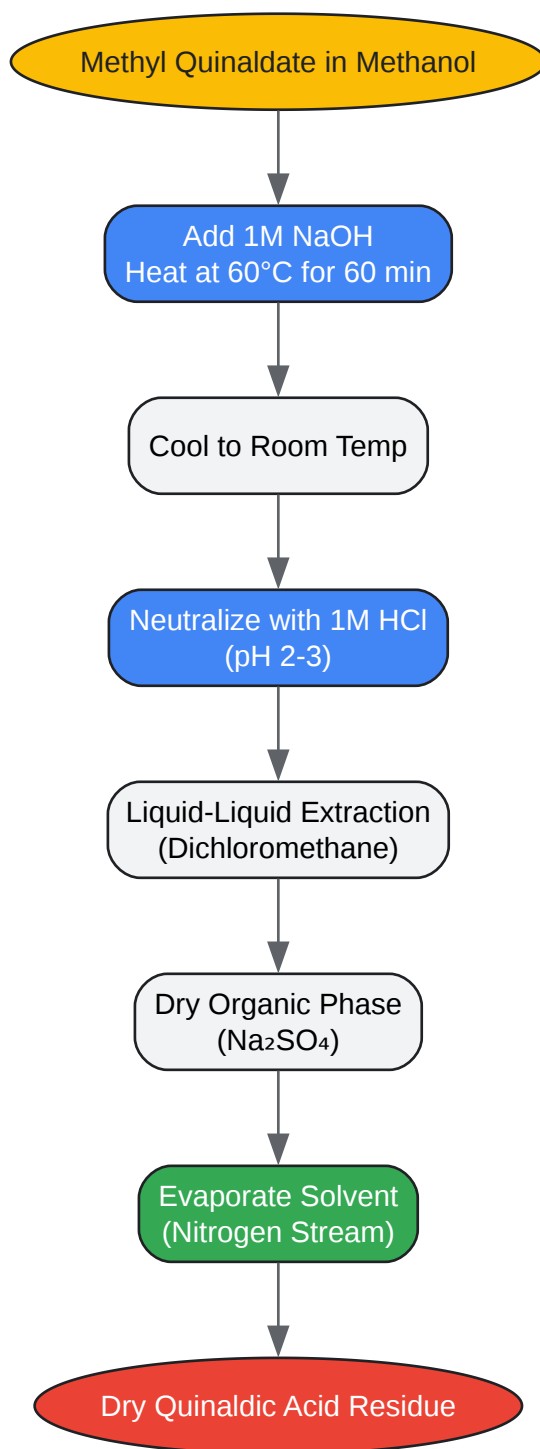 Methyl Quinaldate in Methanol
Add 1M NaOH
Heat at 60°C for 60 min
Cool to Room Temp
Neutralize with 1M HCl
(pH 2-3)
Liquid-Liquid Extraction
(Dichloromethane)
Dry Organic Phase
(Na₂SO₄)
Evaporate Solvent
(Nitrogen Stream)
Dry Quinaldic Acid Residue